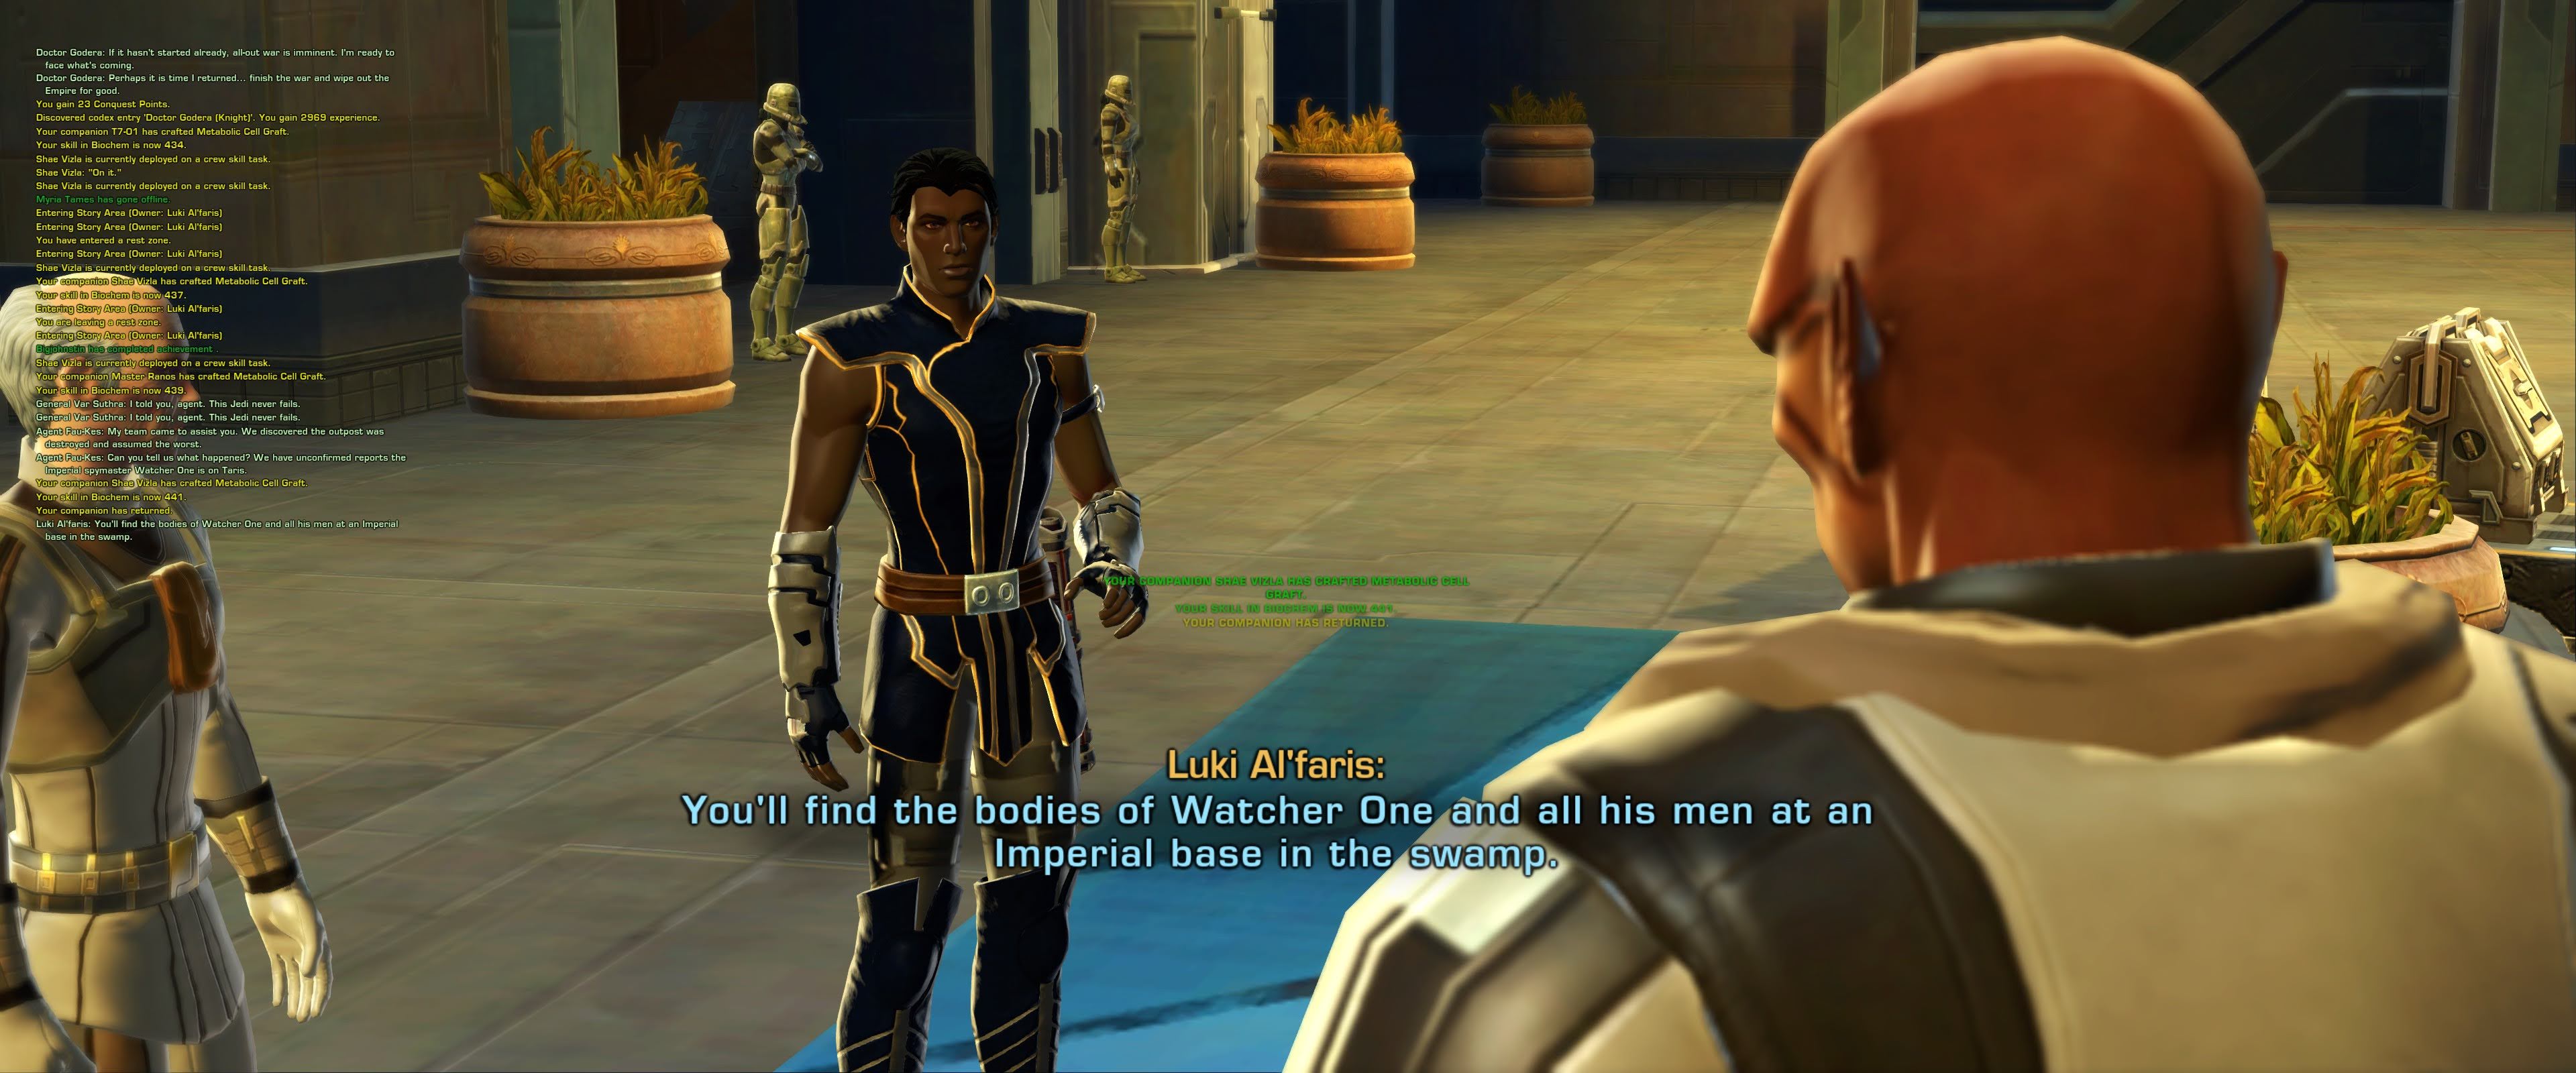 Doctor Godera: If it hasn't started already, all-out war is imminent. I'm ready to
face what's coming.
Doctor Godera: Perhaps it is time I returned... finish the war and wipe out the
Empire for good.
You gain 23 Conquest Points.
Discovered codex entry 'Doctor Godera (Knight)'. You gain 2969 experience.
Your companion T7-O1 has crafted Metabolic Cell Graft.
Your skill in Biochem is now 434.
Shae Vizla is currently deployed on a crew skill task.
Shae Vizla: "On it."
Shae Vizla is currently deployed on a crew skill task.
Myria Tames has gone offline.
Entering Story Area (Owner: Luki Al'faris)
Entering Story Area (Owner: Luki Al'faris)
You have entered a rest zone.
Entering Story Area (Owner: Luki Al'faris)
Shae Vizla is currently deployed on a crew skill task.
Your companion Shae Vizla has crafted Metabolic Cell Graft.
Your skill in Biochem is now 437.
Entering Story Area (Owner: Luki Al'faris)
You are leaving a rest zone.
Entering Story Area (Owner: Luki Al'faris)
has completed achievement .
Shae Vizla is currently deployed on a crew skill task.
Your companion Master Ranos has crafted Metabolic Cell Graft.
Your skill in Biochem is now 439.
General Var Suthra: I told you, agent. This Jedi never fails.
General Var Suthra: I told you, agent. This Jedi never fails.
Agent Fau-Kes: My team came to assist you. We discovered the outpost was
destroyed and assumed the worst.
Agent Fau-Kes: Can you tell us what happened? We have unconfirmed reports the
Imperial spymaster Watcher One is on Taris.
Your companion Shae Vizla has crafted Metabolic Cell Graft.
Your skill in Biochem is now 441.
Your companion has returned.
Luki Al'faris: You'll find the bodies of Watcher One and all his men at an Imperial
base in the swamp.
YOUR COMPANION SHAE VIZLA HAS CRAFTED METABOLIC CELL
GRAFT.
YOUR SKILL IN BIOCHEM IS NOW 441.
YOUR COMPANION HAS RETURNED.
Luki Al'faris:
You'll find the bodies of Watcher One and all his men at an
Imperial base in the swamp.